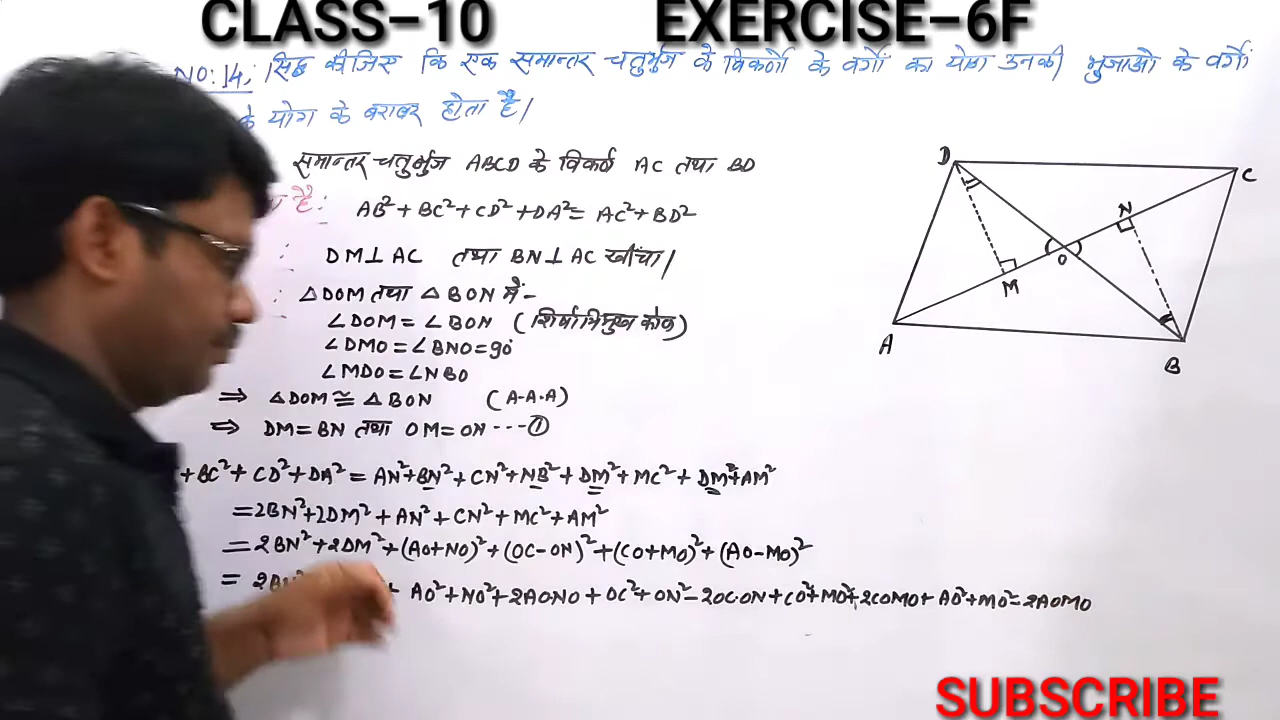 CLASS–10 EXERCISE–6F
NO: 14: सिद्ध कीजिए कि एक समान्तर चतुर्भुज के विकर्णो के वर्गो का योग उनकी भुजाओ के वर्गो
के योग के बराबर होता है।
समान्तर चतुर्भुज ABCD के विकर्ण AC तथा BD
है:
AB²+BC²+CD²+DA²= AC²+BD²
: DM⊥AC तथा BN⊥AC खींचा।
: △DOM तथा △BON में-
∠DOM = ∠BON (शिर्षाभिमुख कोण)
∠DMO = ∠BNO = 90°
∠MDO = ∠NBO
⇒ △DOM ≅ △BON (A-A-A)
⇒ DM=BN तथा OM=ON ---①
+BC²+CD²+DA² = AN²+BN²+CN²+NB²+DM²+MC²+DM²+AM²
=2BN²+2DM²+AN²+CN²+MC²+AM²
=2BN²+2DM²+(AO+NO)²+(OC-ON)²+(CO+MO)²+(AO-MO)²
= AO²+NO²+2AO·NO+OC²+ON²-2OC·ON+CO²+MO²+2COMO+AO²+MO²-2AOMO
D
C
N
O
M
A
B
SUBSCRIBE